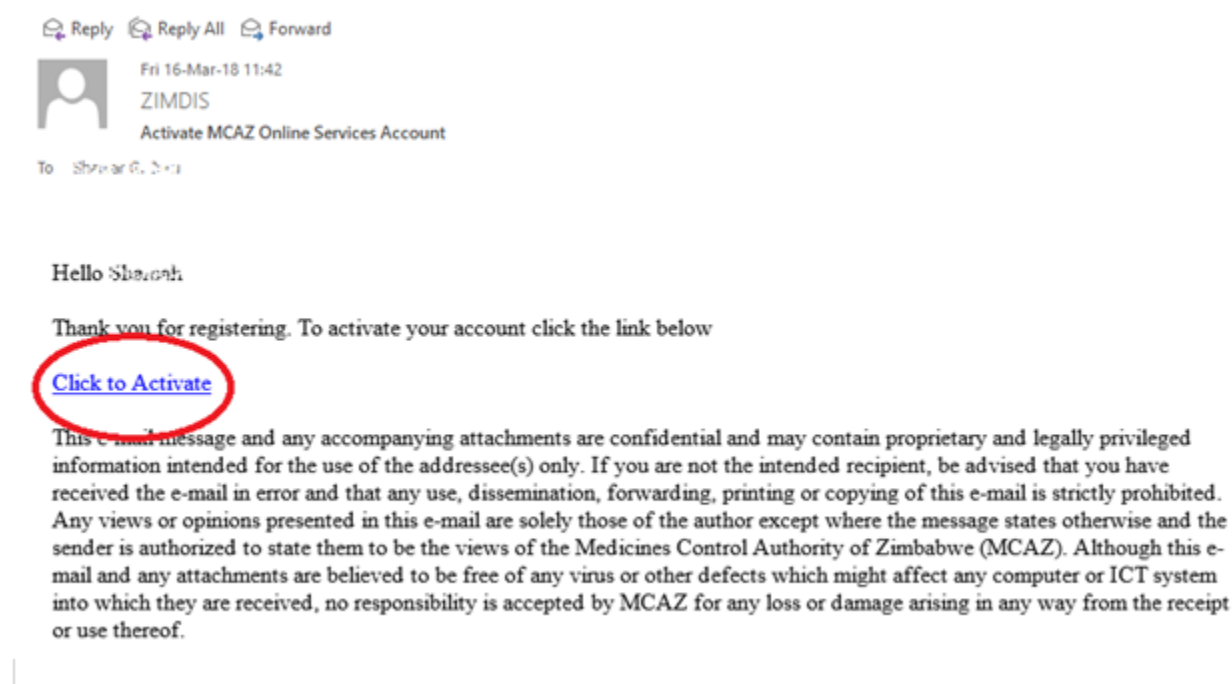 Reply Reply All Forward
Fri 16-Mar-18 11:42
ZIMDIS
Activate MCAZ Online Services Account
To
Hello
Thank you for registering. To activate your account click the link below
Click to Activate
This e-mail message and any accompanying attachments are confidential and may contain proprietary and legally privileged
information intended for the use of the addressee(s) only. If you are not the intended recipient, be advised that you have
received the e-mail in error and that any use, dissemination, forwarding, printing or copying of this e-mail is strictly prohibited.
Any views or opinions presented in this e-mail are solely those of the author except where the message states otherwise and the
sender is authorized to state them to be the views of the Medicines Control Authority of Zimbabwe (MCAZ). Although this e-
mail and any attachments are believed to be free of any virus or other defects which might affect any computer or ICT system
into which they are received, no responsibility is accepted by MCAZ for any loss or damage arising in any way from the receipt
or use thereof.